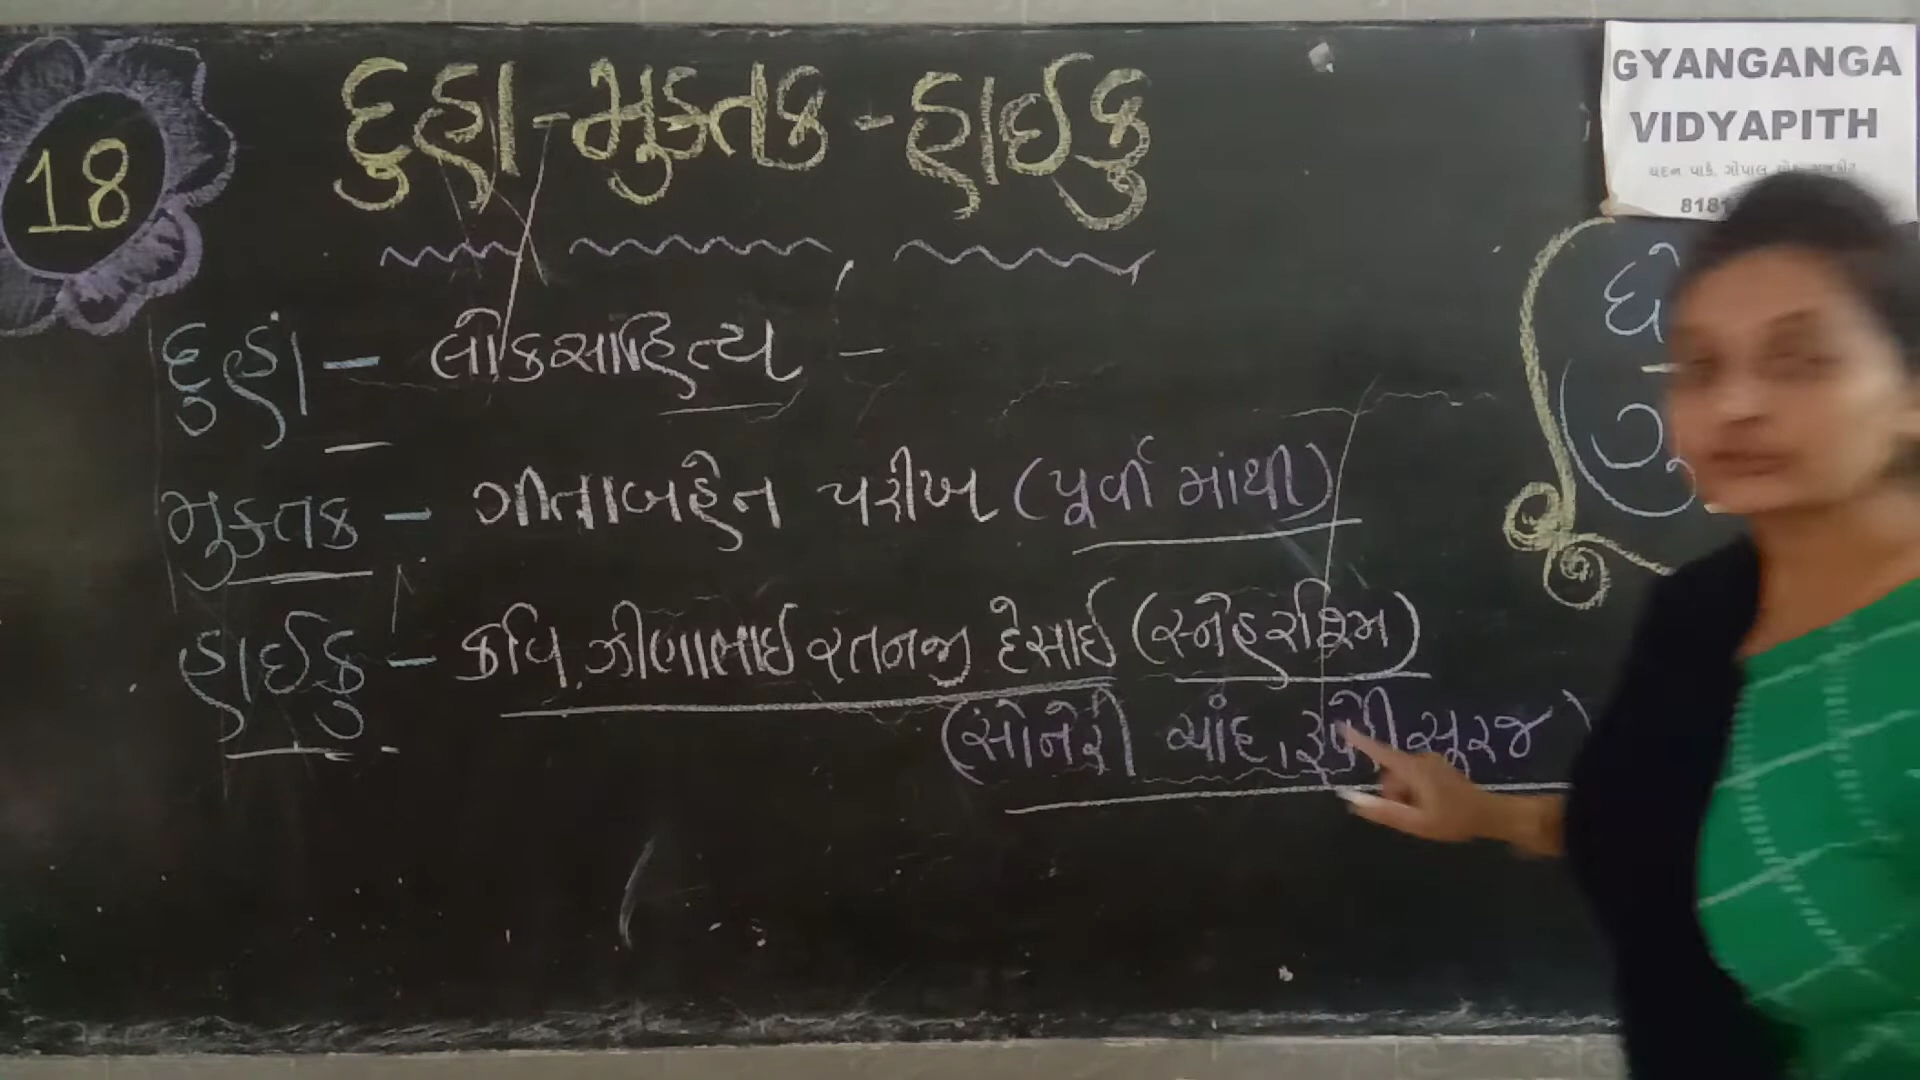 GYANGANGA
VIDYAPITH
18
દુહા - મુક્તક - હાઈકુ
દુહા - લોકસાહિત્ય -
મુક્તક - ગીતાબહેન પરીખ (પૂર્વી માંથી)
હાઈકુ - કવિ ઝીણાભાઈ રતનજી દેસાઈ (સ્નેહરશ્મિ)
(સોનેરી ચાંદ, રૂપેરી સૂરજ)
ધો